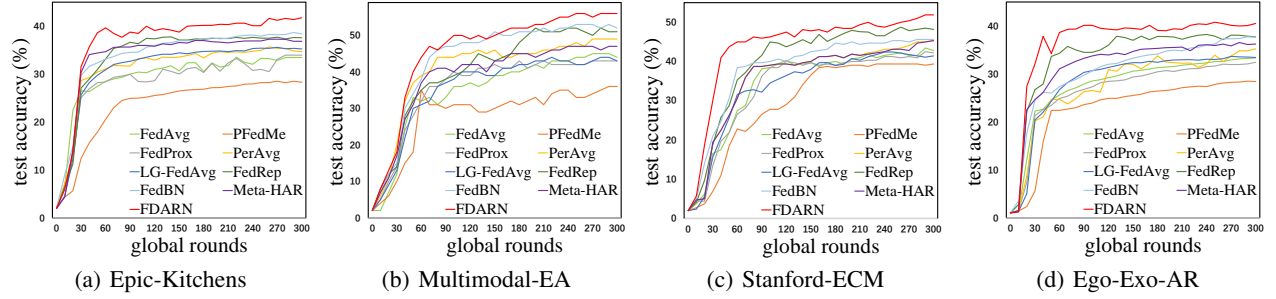 test accuracy (%)
50
40
30
20
10
0
0 30 60 90 120 150 180 210 240 270 300
global rounds
FedAvg PFedMe
FedProx PerAvg
LG-FedAvg FedRep
FedBN Meta-HAR
FDARN
(a) Epic-Kitchens
test accuracy (%)
50
40
30
20
10
0
0 30 60 90 120 150 180 210 240 270 300
global rounds
FedAvg PFedMe
FedProx PerAvg
LG-FedAvg FedRep
FedBN Meta-HAR
FDARN
(b) Multimodal-EA
test accuracy (%)
50
40
30
20
10
0
0 30 60 90 120 150 180 210 240 270 300
global rounds
FedAvg PFedMe
FedProx PerAvg
LG-FedAvg FedRep
FedBN Meta-HAR
FDARN
(c) Stanford-ECM
test accuracy (%)
40
30
20
10
0
0 30 60 90 120 150 180 210 240 270 300
global rounds
FedAvg PFedMe
FedProx PerAvg
LG-FedAvg FedRep
FedBN Meta-HAR
FDARN
(d) Ego-Exo-AR